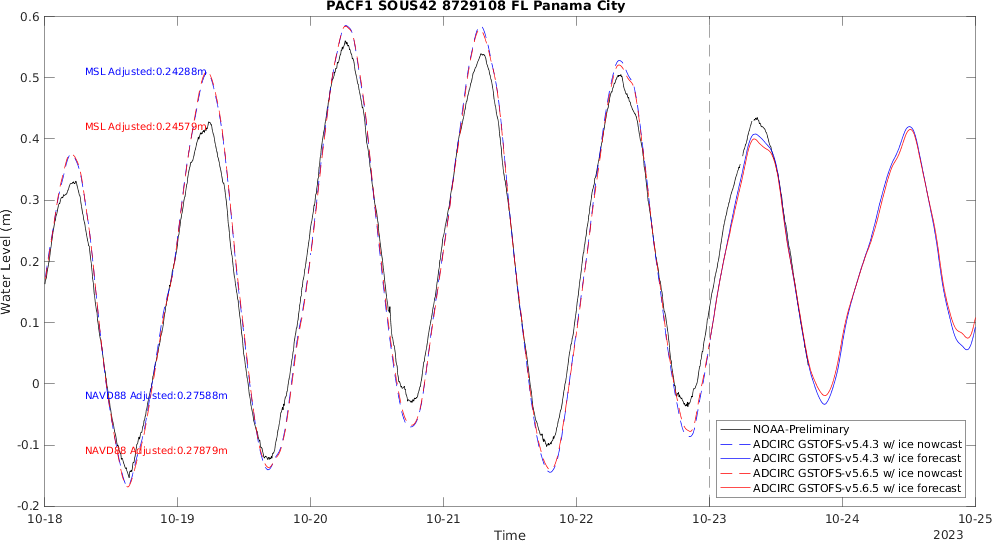 PACF1 SOUS42 8729108 FL Panama City
0.6
0.5
0.4
0.3
0.2
0.1
0
-0.1
-0.2
Water Level (m)
MSL Adjusted:0.24288m
MSL Adjusted:0.24579m
NAVD88 Adjusted:0.27588m
NAVD88 Adjusted:0.27879m
NOAA-Preliminary
ADCIRC GSTOFS-v5.4.3 w/ ice nowcast
ADCIRC GSTOFS-v5.4.3 w/ ice forecast
ADCIRC GSTOFS-v5.6.5 w/ ice nowcast
ADCIRC GSTOFS-v5.6.5 w/ ice forecast
10-18 10-19 10-20 10-21 10-22 10-23 10-24 10-25
Time
2023